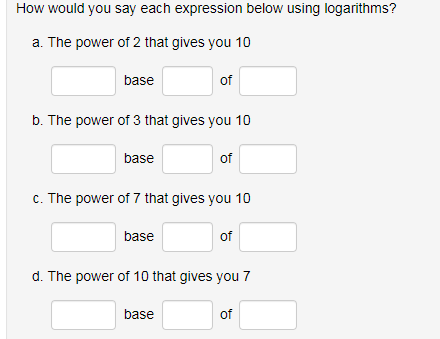 How would you say each expression below using logarithms?
a. The power of 2 that gives you 10
base of
b. The power of 3 that gives you 10
base of
c. The power of 7 that gives you 10
base of
d. The power of 10 that gives you 7
base of